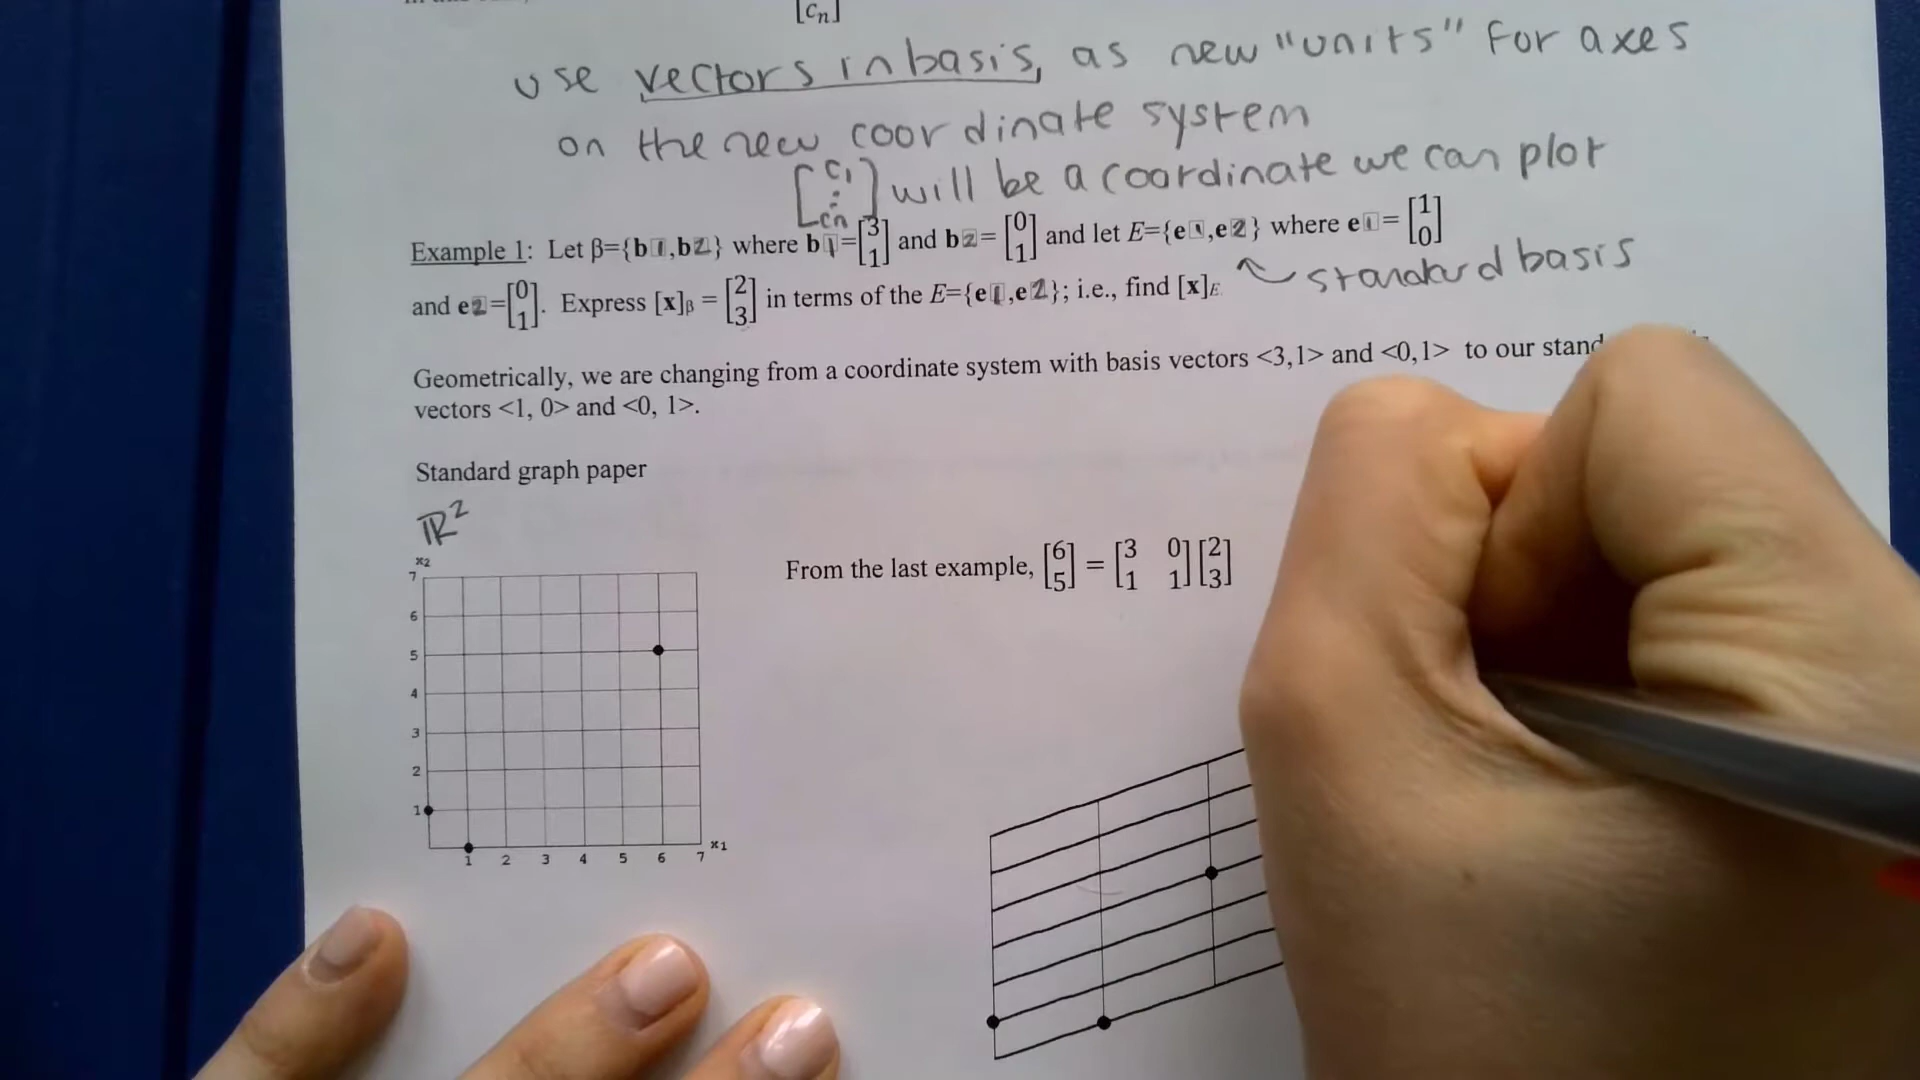 [cₙ]
use vectors in basis, as new "units" for axes
on the new coordinate system
[c₁ ⋮ cn] will be a coordinate we can plot
Example 1: Let β={b1,b2} where b1=[3 1] and b2=[0 1] and let E={e1,e2} where e1=[1 0]
standard basis
and e2=[0 1]. Express [x]β = [2 3] in terms of the E={e1,e2}; i.e., find [x]E
Geometrically, we are changing from a coordinate system with basis vectors <3,1> and <0,1> to our
vectors <1, 0> and <0, 1>.
Standard graph paper
ℝ²
From the last example, [6 5] = [3 0 1 1][2 3]
x2
7
6
5
4
3
2
1
1 2 3 4 5 6 7 x1